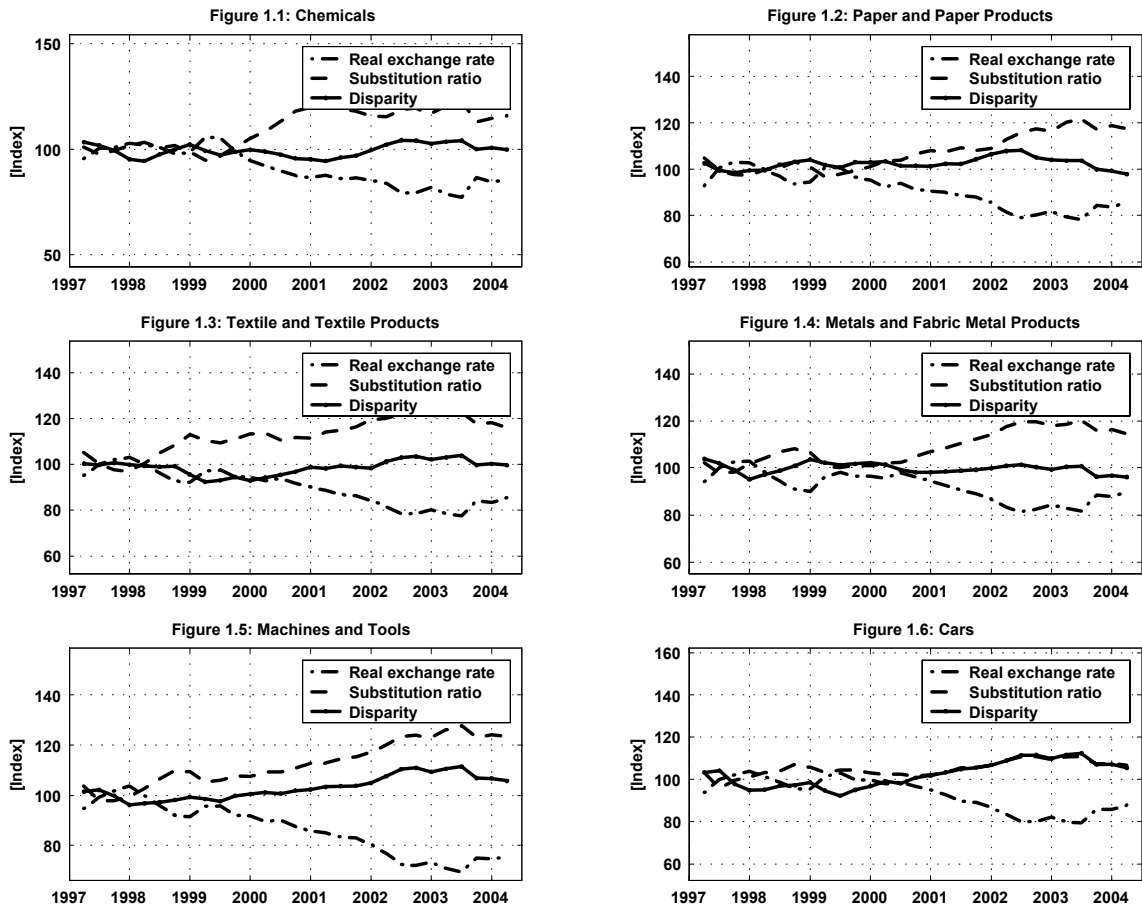 Figure 1.1: Chemicals
150
100
50
[Index]
Real exchange rate
Substitution ratio
Disparity
1997 1998 1999 2000 2001 2002 2003 2004
Figure 1.2: Paper and Paper Products
140
120
100
80
60
[Index]
Real exchange rate
Substitution ratio
Disparity
1997 1998 1999 2000 2001 2002 2003 2004
Figure 1.3: Textile and Textile Products
140
120
100
80
60
[Index]
Real exchange rate
Substitution ratio
Disparity
1997 1998 1999 2000 2001 2002 2003 2004
Figure 1.4: Metals and Fabric Metal Products
140
120
100
80
60
[Index]
Real exchange rate
Substitution ratio
Disparity
1997 1998 1999 2000 2001 2002 2003 2004
Figure 1.5: Machines and Tools
140
120
100
80
[Index]
Real exchange rate
Substitution ratio
Disparity
1997 1998 1999 2000 2001 2002 2003 2004
Figure 1.6: Cars
160
140
120
100
80
60
[Index]
Real exchange rate
Substitution ratio
Disparity
1997 1998 1999 2000 2001 2002 2003 2004